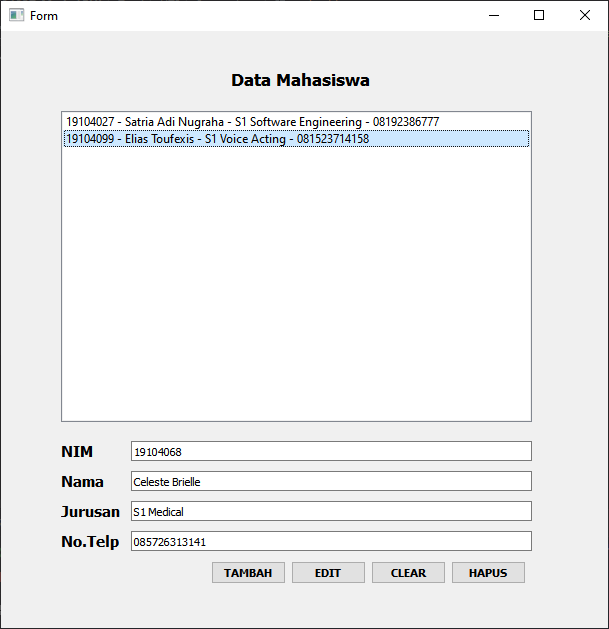 Form
Data Mahasiswa
19104027 - Satria Adi Nugraha - S1 Software Engineering - 08192386777
19104099 - Elias Toufexis - S1 Voice Acting - 081523714158
NIM 19104068
Nama Celeste Brielle
Jurusan S1 Medical
No.Telp 085726313141
TAMBAH EDIT CLEAR HAPUS